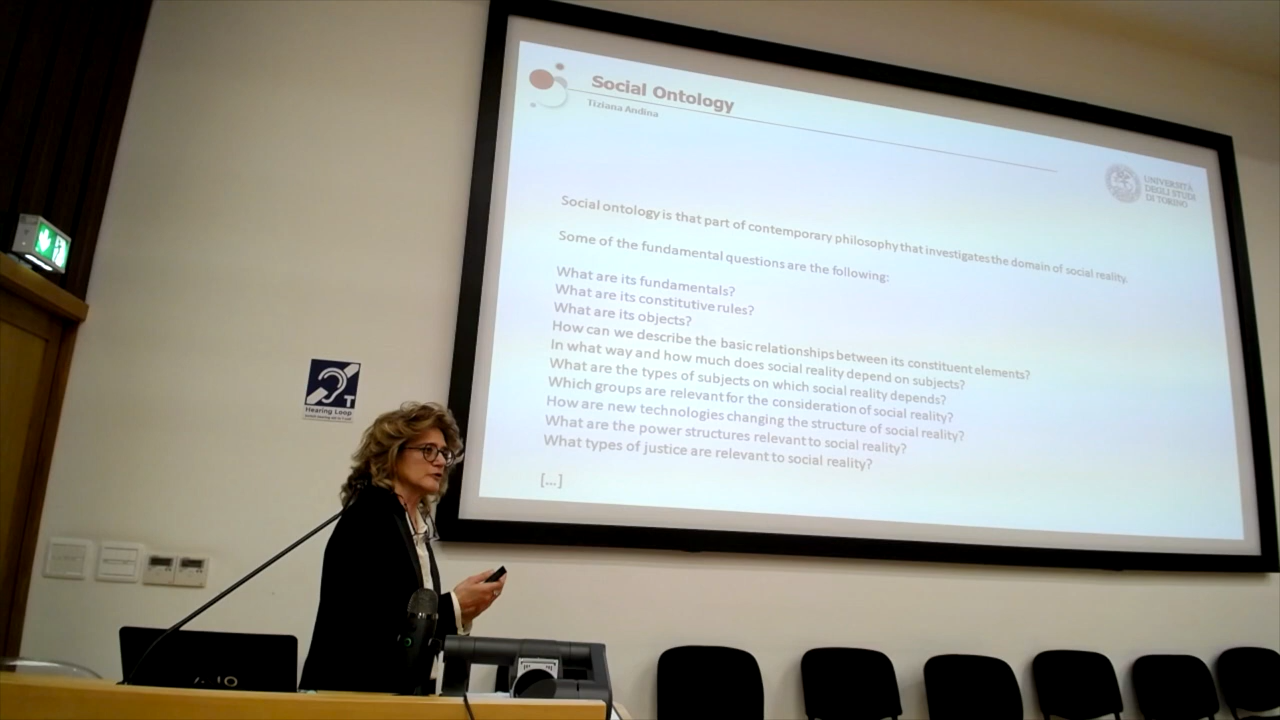 Social Ontology
Tiziana Andina
UNIVERSITÀ
DEGLI STUDI
DI TORINO
Social ontology is that part of contemporary philosophy that investigates the domain of social reality.
Some of the fundamental questions are the following:
What are its fundamentals?
What are its constitutive rules?
What are its objects?
How can we describe the basic relationships between its constituent elements?
In what way and how much does social reality depend on subjects?
What are the types of subjects on which social reality depends?
Which groups are relevant for the consideration of social reality?
How are new technologies changing the structure of social reality?
What are the power structures relevant to social reality?
What types of justice are relevant to social reality?
[...]
T
Hearing Loop
VAIO